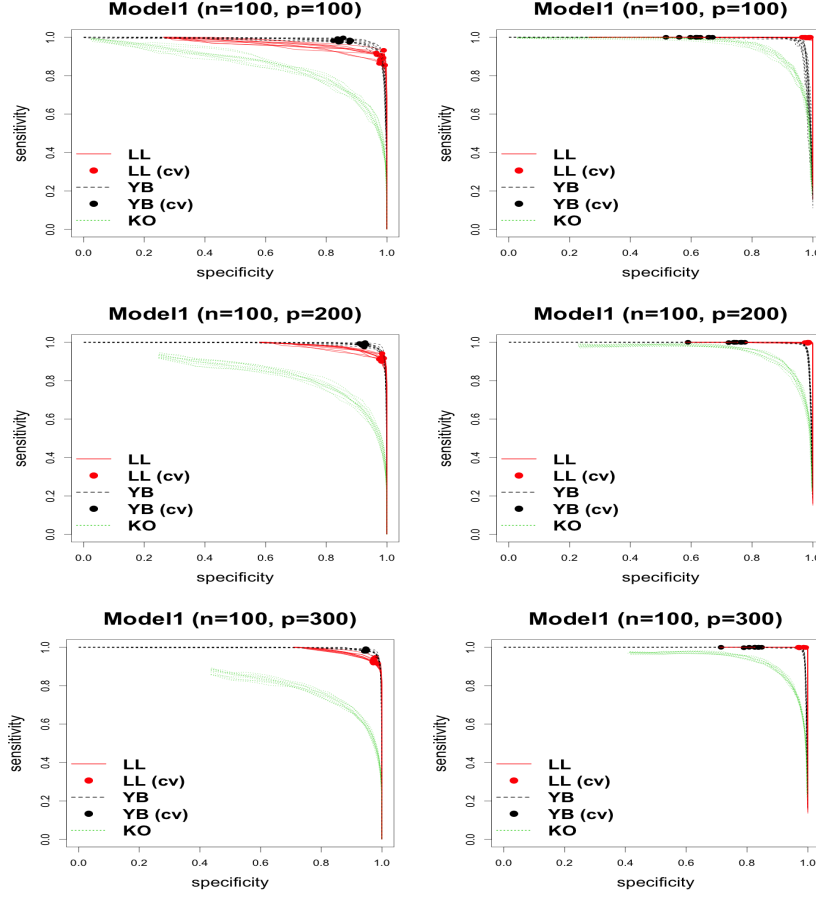 Model1 (n=100, p=100)
sensitivity
1.0
0.8
0.6
0.4
0.2
0.0
LL
LL (cv)
YB
YB (cv)
KO
0.0 0.2 0.4 0.6 0.8 1.0
specificity
Model1 (n=100, p=100)
sensitivity
1.0
0.8
0.6
0.4
0.2
0.0
LL
LL (cv)
YB
YB (cv)
KO
0.0 0.2 0.4 0.6 0.8 1.0
specificity
Model1 (n=100, p=200)
sensitivity
1.0
0.8
0.6
0.4
0.2
0.0
LL
LL (cv)
YB
YB (cv)
KO
0.0 0.2 0.4 0.6 0.8 1.0
specificity
Model1 (n=100, p=200)
sensitivity
1.0
0.8
0.6
0.4
0.2
0.0
LL
LL (cv)
YB
YB (cv)
KO
0.0 0.2 0.4 0.6 0.8 1.0
specificity
Model1 (n=100, p=300)
sensitivity
1.0
0.8
0.6
0.4
0.2
0.0
LL
LL (cv)
YB
YB (cv)
KO
0.0 0.2 0.4 0.6 0.8 1.0
specificity
Model1 (n=100, p=300)
sensitivity
1.0
0.8
0.6
0.4
0.2
0.0
LL
LL (cv)
YB
YB (cv)
KO
0.0 0.2 0.4 0.6 0.8 1.0
specificity